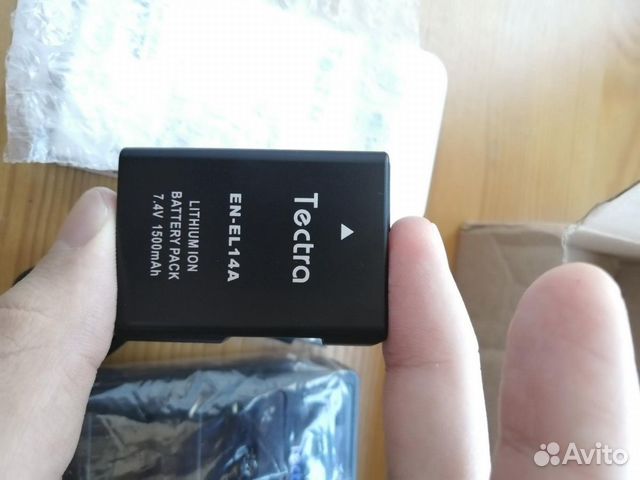 Tectra
EN-EL14A
LITHIUM ION
BATTERY PACK
7.4V 1500mAh
Avito